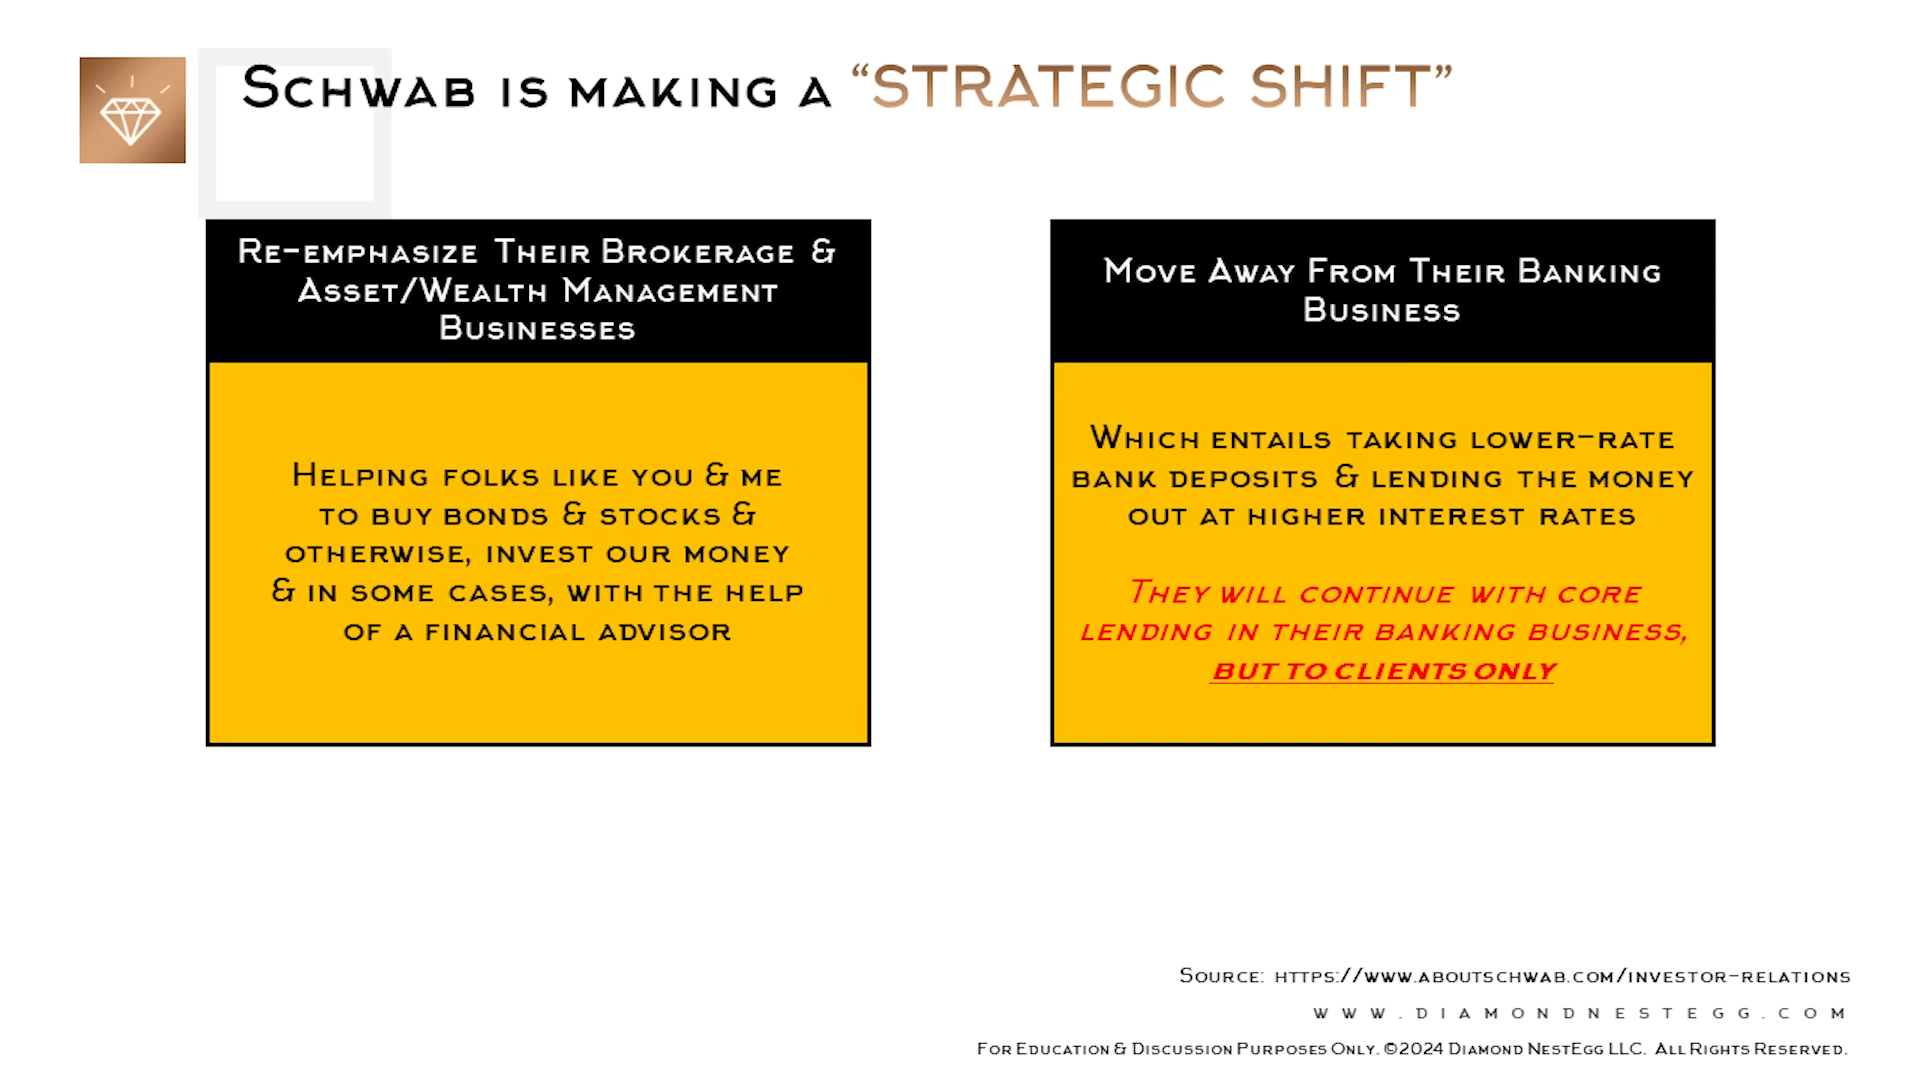 Schwab is making a “STRATEGIC SHIFT”
Re-emphasize Their Brokerage &
Asset/Wealth Management
Businesses
Helping folks like you & me
to buy bonds & stocks &
otherwise, invest our money
& in some cases, with the help
of a financial advisor
Move Away From Their Banking
Business
Which entails taking lower-rate
bank deposits & lending the money
out at higher interest rates
They will continue with core
lending in their banking business,
but to clients only
Source: https://www.aboutschwab.com/investor-relations
www.diamondnestegg.com
For Education & Discussion Purposes Only. ©2024 Diamond NestEgg LLC. All Rights Reserved.